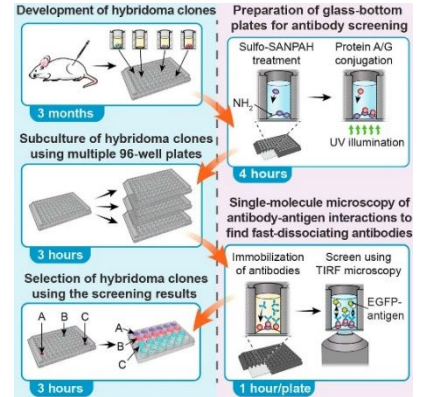 Development of hybridoma clones
3 months
Preparation of glass-bottom
plates for antibody screening
Sulfo-SANPAH
treatment
Protein A/G
conjugation
NH2
UV illumination
4 hours
Subculture of hybridoma clones
using multiple 96-well plates
3 hours
Single-molecule microscopy of
antibody-antigen interactions to
find fast-dissociating antibodies
Immobilization
of antibodies
Screen using
TIRF microscopy
EGFP-
antigen
1 hour/plate
Selection of hybridoma clones
using the screening results
A
B
C
A
B
C
3 hours